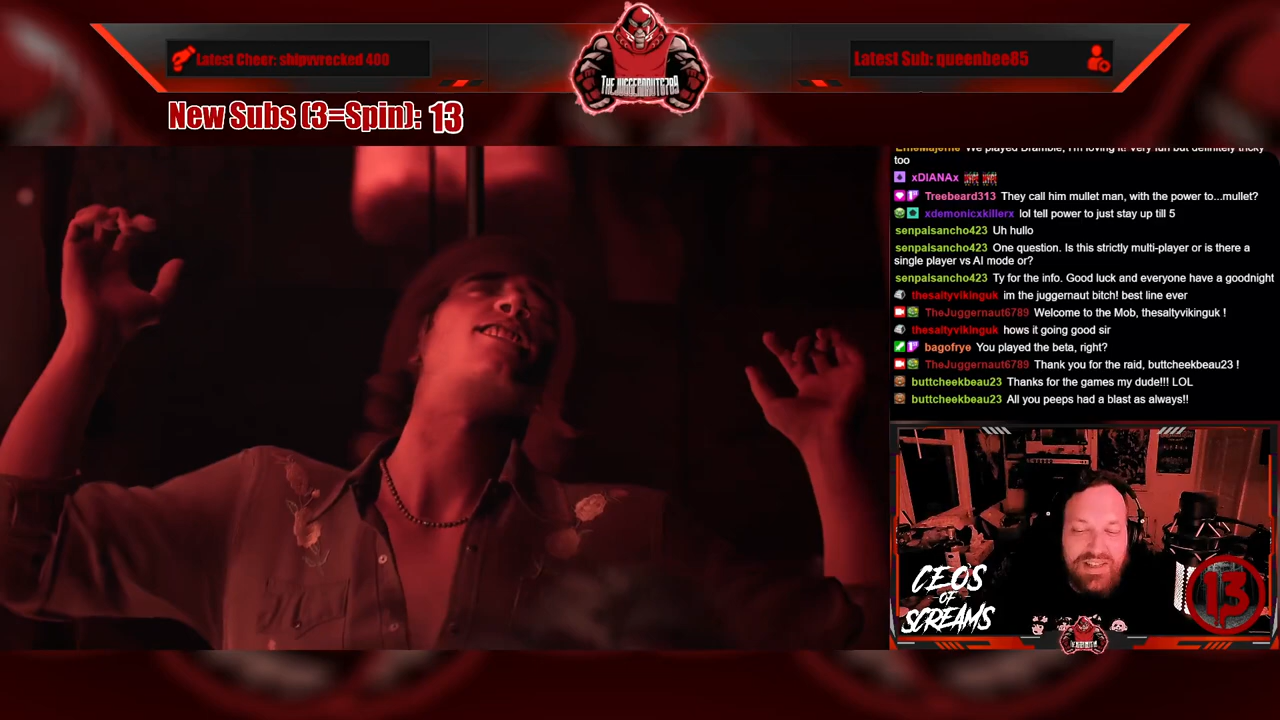 Latest Cheer: shipvvrecked 400
THEJUGGERNAUT6789
Latest Sub: queenbee85
New Subs (3=Spin): 13
ErnieMajerne We played Bramble, I'm loving it! Very fun but definitely tricky
too
xDIANAx
Treebeard313 They call him mullet man, with the power to...mullet?
xdemonicxkillerx lol tell power to just stay up till 5
senpaisancho423 Uh hullo
senpaisancho423 One question. Is this strictly multi-player or is there a
single player vs AI mode or?
senpaisancho423 Ty for the info. Good luck and everyone have a goodnight
thesaltyvikinguk im the juggernaut bitch! best line ever
TheJuggernaut6789 Welcome to the Mob, thesaltyvikinguk !
thesaltyvikinguk hows it going good sir
bagofrye You played the beta, right?
TheJuggernaut6789 Thank you for the raid, buttcheekbeau23 !
buttcheekbeau23 Thanks for the games my dude!!! LOL
buttcheekbeau23 All you peeps had a blast as always!!
CEOS
OF
SCREAMS
13